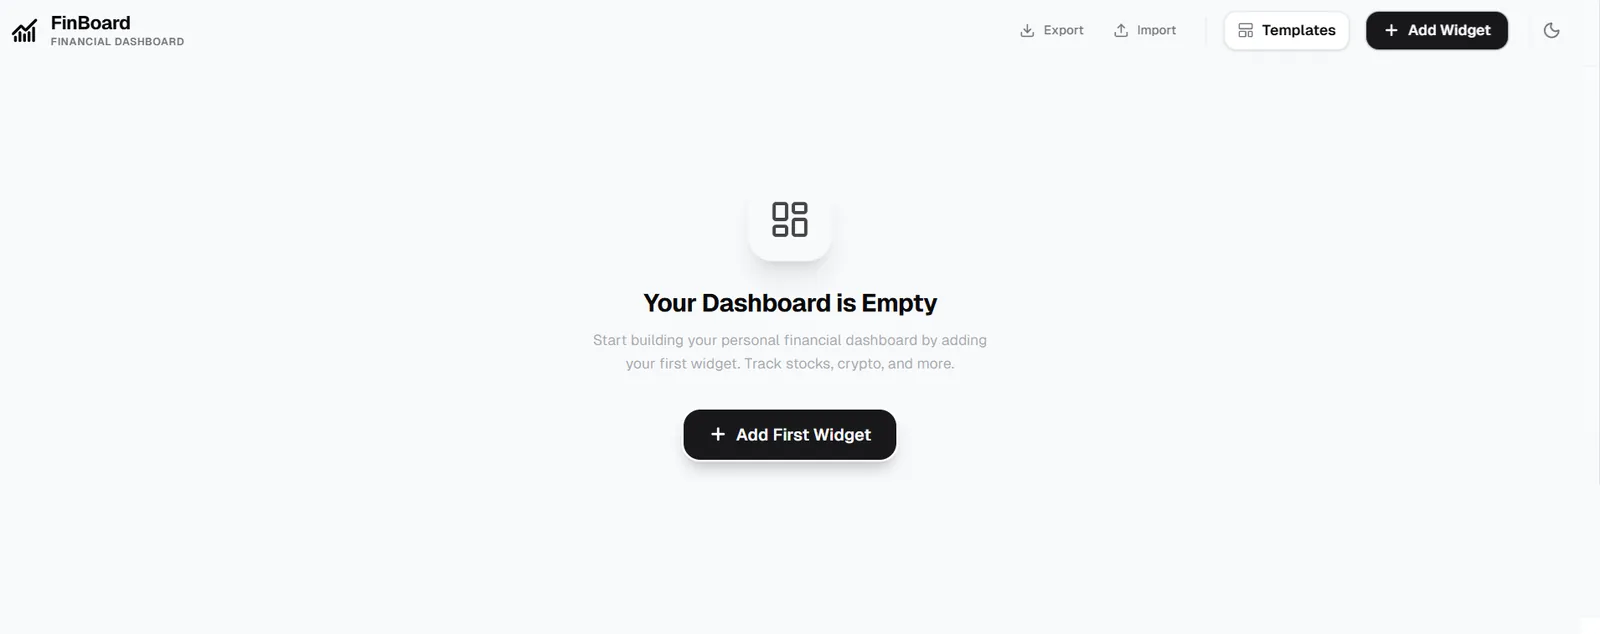 FinBoard
FINANCIAL DASHBOARD
Export
Import
Templates
Add Widget
Your Dashboard is Empty
Start building your personal financial dashboard by adding
your first widget. Track stocks, crypto, and more.
Add First Widget